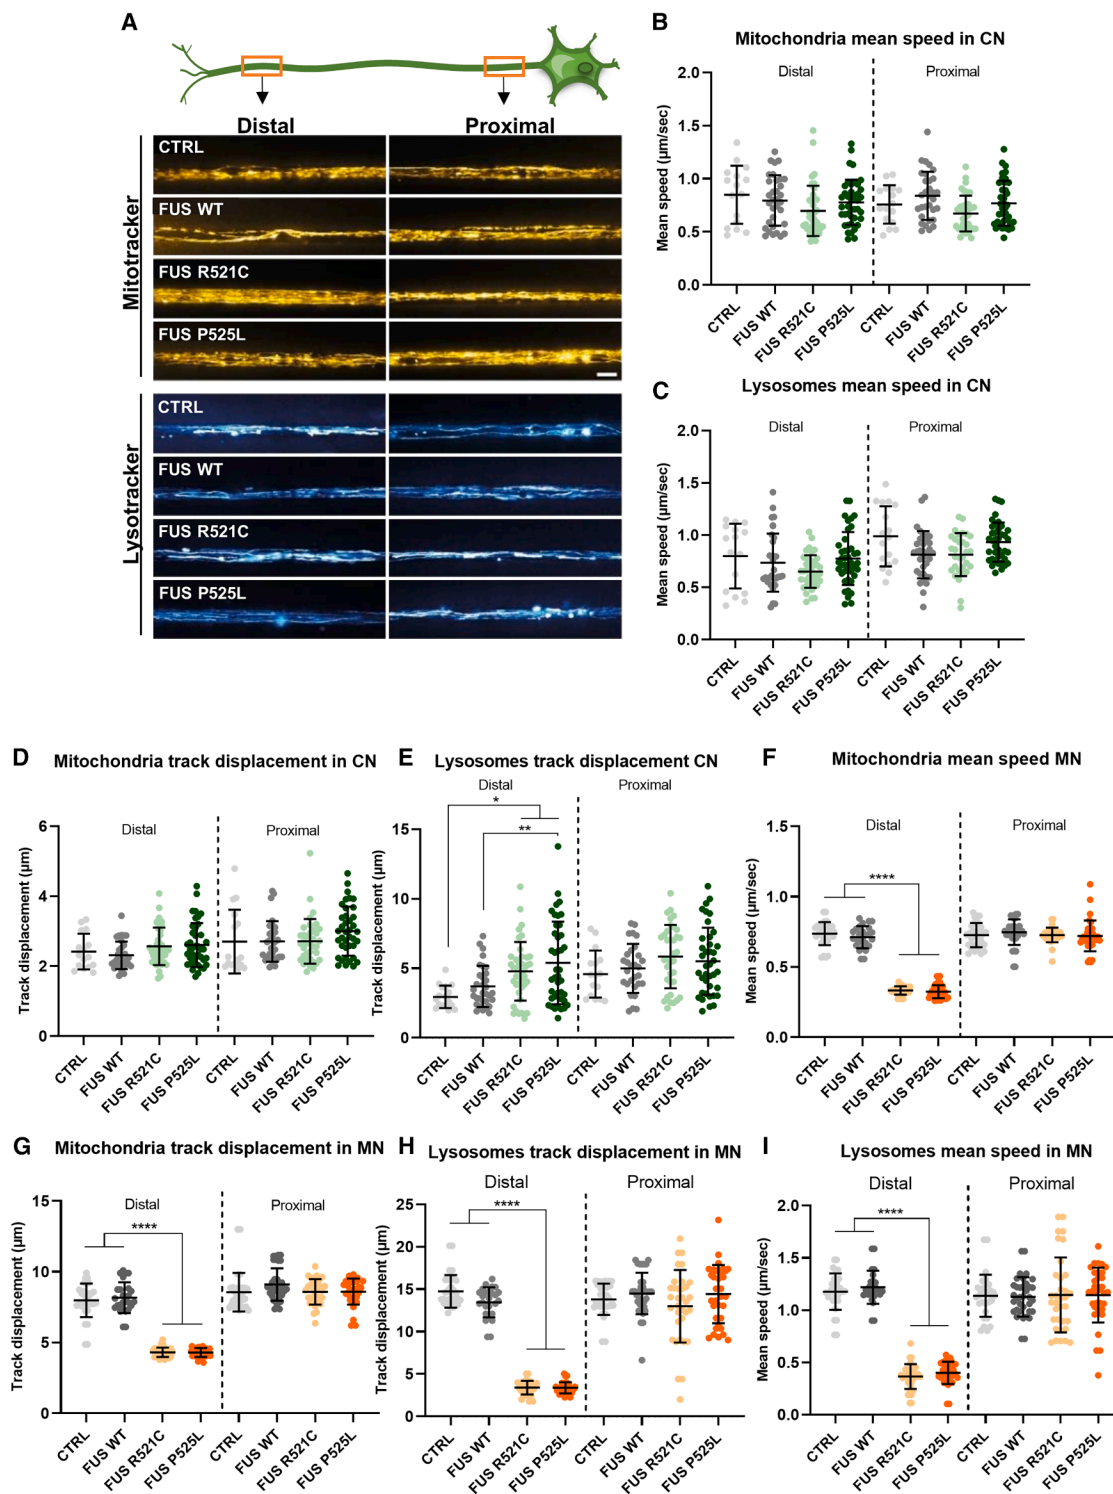 A
Distal
Proximal
Mitotracker
CTRL
FUS WT
FUS R521C
FUS P525L
Lysotracker
CTRL
FUS WT
FUS R521C
FUS P525L
B
Mitochondria mean speed in CN
Distal
Proximal
Mean speed (µm/sec)
2.0
1.5
1.0
0.5
0.0
CTRL
FUS WT
FUS R521C
FUS P525L
CTRL
FUS WT
FUS R521C
FUS P525L
C
Lysosomes mean speed in CN
Distal
Proximal
Mean speed (µm/sec)
2.0
1.5
1.0
0.5
0.0
CTRL
FUS WT
FUS R521C
FUS P525L
CTRL
FUS WT
FUS R521C
FUS P525L
D
Mitochondria track displacement in CN
Distal
Proximal
Track displacement (µm)
6
4
2
0
CTRL
FUS WT
FUS R521C
FUS P525L
CTRL
FUS WT
FUS R521C
FUS P525L
E
Lysosomes track displacement CN
Distal
Proximal
*
**
Track displacement (µm)
15
10
5
0
CTRL
FUS WT
FUS R521C
FUS P525L
CTRL
FUS WT
FUS R521C
FUS P525L
F
Mitochondria mean speed MN
Distal
Proximal
****
Mean speed (µm/sec)
1.5
1.0
0.5
0.0
CTRL
FUS WT
FUS R521C
FUS P525L
CTRL
FUS WT
FUS R521C
FUS P525L
G
Mitochondria track displacement in MN
Distal
Proximal
****
Track displacement (µm)
15
10
5
0
CTRL
FUS WT
FUS R521C
FUS P525L
CTRL
FUS WT
FUS R521C
FUS P525L
H
Lysosomes track displacement in MN
Distal
Proximal
****
Track displacement (µm)
25
20
15
10
5
0
CTRL
FUS WT
FUS R521C
FUS P525L
CTRL
FUS WT
FUS R521C
FUS P525L
I
Lysosomes mean speed in MN
Distal
Proximal
****
Mean speed (µm/sec)
2.0
1.5
1.0
0.5
0.0
CTRL
FUS WT
FUS R521C
FUS P525L
CTRL
FUS WT
FUS R521C
FUS P525L